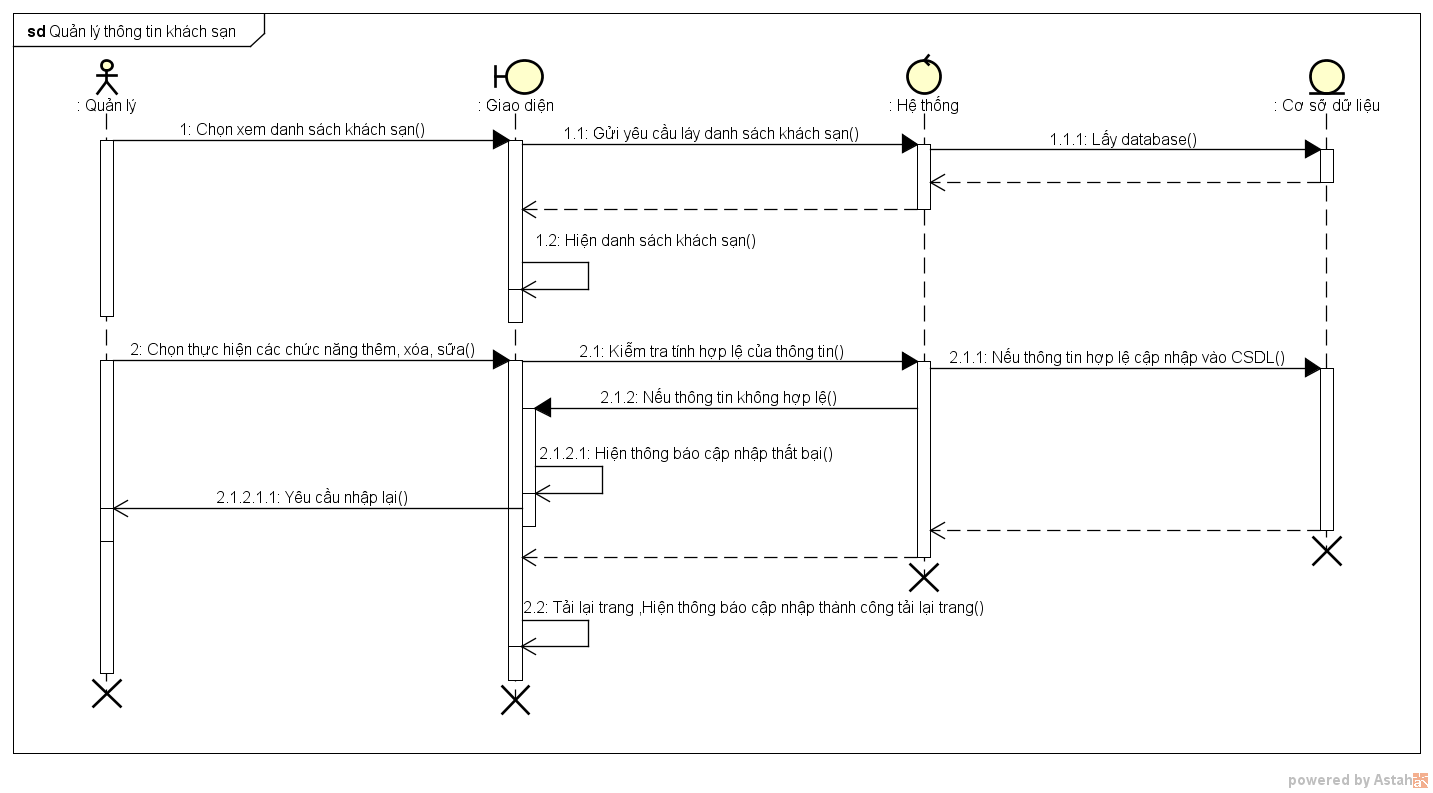 sd Quản lý thông tin khách sạn
: Quản lý
: Giao diện
: Hệ thống
: Cơ sỡ dữ liệu
1: Chọn xem danh sách khách sạn()
1.1: Gửi yêu cầu láy danh sách khách sạn()
1.1.1: Lấy database()
1.2: Hiện danh sách khách sạn()
2: Chọn thực hiện các chức năng thêm, xóa, sữa()
2.1: Kiểm tra tính hợp lệ của thông tin()
2.1.1: Nếu thông tin hợp lệ cập nhập vào CSDL()
2.1.2: Nếu thông tin không hợp lệ()
2.1.2.1: Hiện thông báo cập nhập thất bại()
2.1.2.1.1: Yêu cầu nhập lại()
2.2: Tải lại trang ,Hiện thông báo cập nhập thành công tải lại trang()
powered by Astah